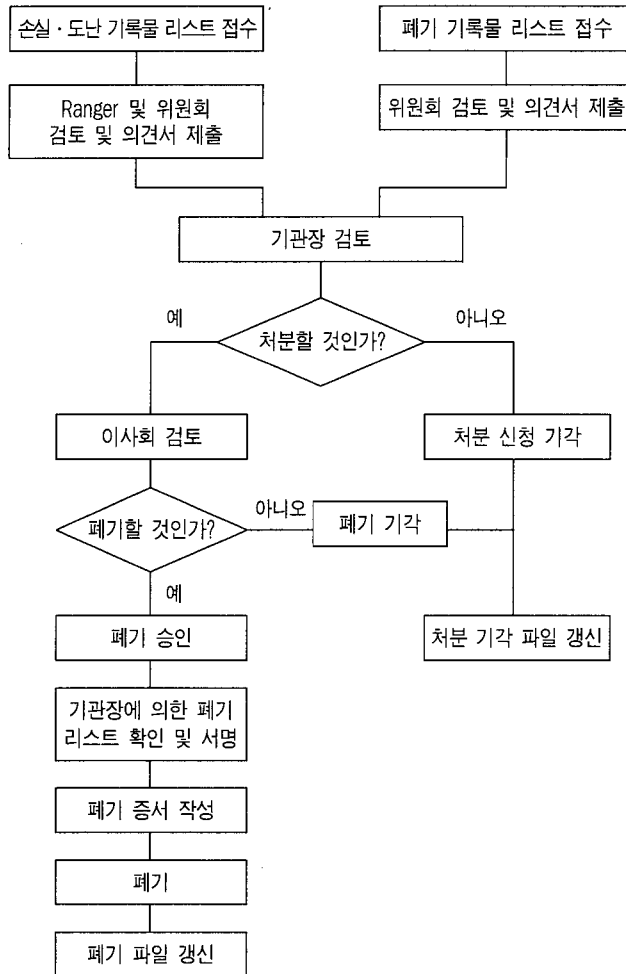 손실 · 도난 기록물 리스트 접수
폐기 기록물 리스트 접수
Ranger 및 위원회
검토 및 의견서 제출
위원회 검토 및 의견서 제출
기관장 검토
예
처분할 것인가?
아니오
이사회 검토
처분 신청 기각
폐기할 것인가?
아니오
폐기 기각
예
폐기 승인
처분 기각 파일 갱신
기관장에 의한 폐기
리스트 확인 및 서명
폐기 증서 작성
폐기
폐기 파일 갱신